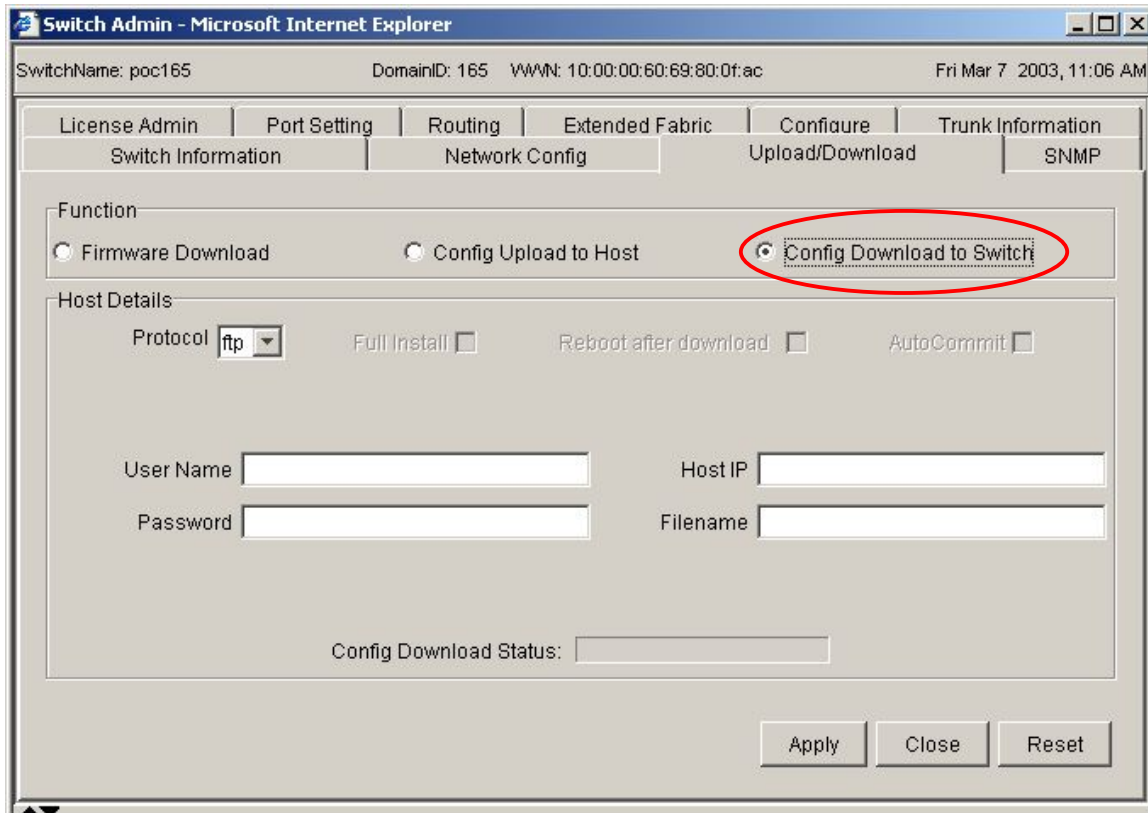 Switch Admin - Microsoft Internet Explorer
SwitchName: poc165 DomainID: 165 WWN: 10:00:00:60:69:80:0f:ac Fri Mar 7 2003, 11:06 AM
License Admin Port Setting Routing Extended Fabric Configure Trunk Information
Switch Information Network Config Upload/Download SNMP
Function
Firmware Download Config Upload to Host Config Download to Switch
Host Details
Protocol ftp Full Install Reboot after download AutoCommit
User Name Host IP
Password Filename
Config Download Status:
Apply Close Reset